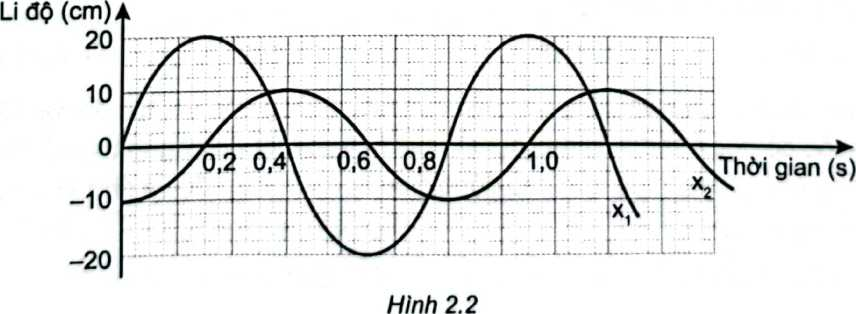 Li độ (cm)
20
10
0
0,2 0,4 0,6 0,8 1,0 Thời gian (s)
–10
x₁ x₂
–20
Hình 2.2